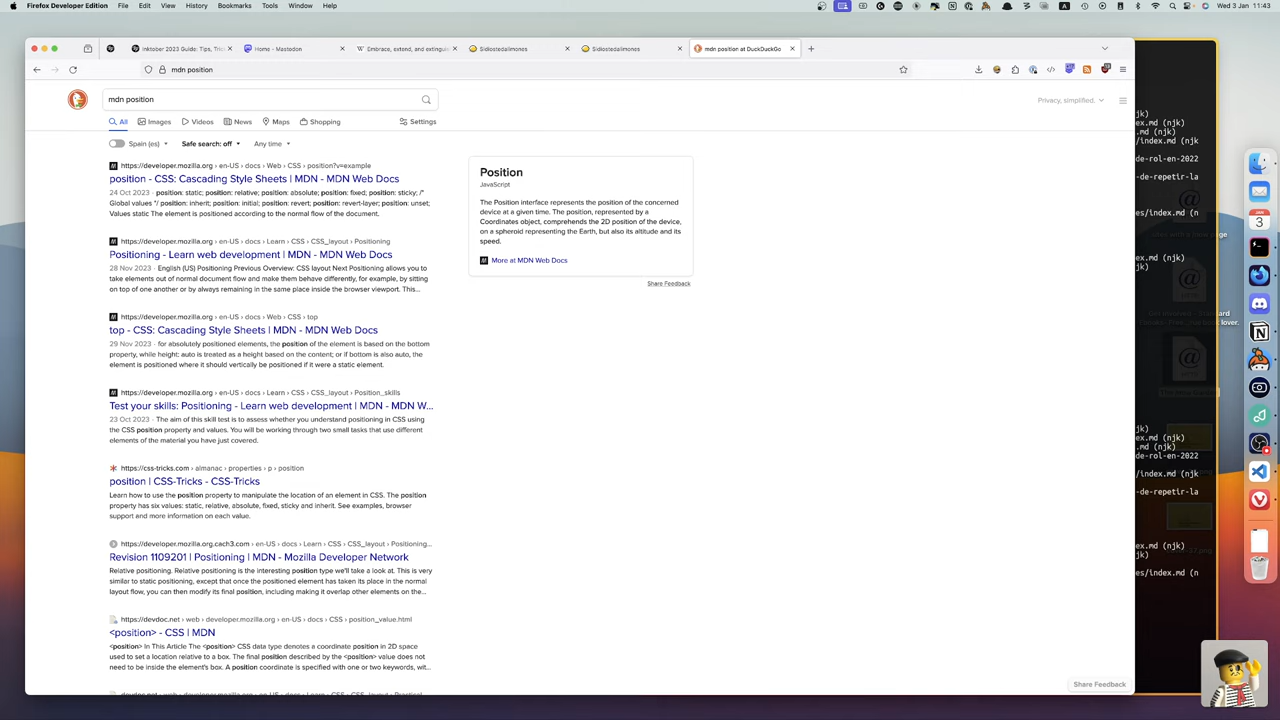 Firefox Developer Edition File Edit View History Bookmarks Tools Window Help
Wed 3 Jan 11:43
Inktober 2023 Guide: Tips, Tric
Home - Mastodon
Embrace, extend, and extinguis
Sidiostedalimonos
Sidiostedalimonos
mdn position at DuckDuckGo
mdn position
mdn position
Privacy, simplified.
All Images Videos News Maps Shopping Settings
Spain (es) Safe search: off Any time
https://developer.mozilla.org › en-US › docs › Web › CSS › position?v=example
position - CSS: Cascading Style Sheets | MDN - MDN Web Docs
24 Oct 2023 · position: static; position: relative; position: absolute; position: fixed; position: sticky; /*
Global values */ position: inherit; position: initial; position: revert; position: revert-layer; position: unset;
Values static The element is positioned according to the normal flow of the document.
https://developer.mozilla.org › en-US › docs › Learn › CSS › CSS_layout › Positioning
Positioning - Learn web development | MDN - MDN Web Docs
28 Nov 2023 · English (US) Positioning Previous Overview: CSS layout Next Positioning allows you to
take elements out of normal document flow and make them behave differently, for example, by sitting
on top of one another or by always remaining in the same place inside the browser viewport. This...
https://developer.mozilla.org › en-US › docs › Web › CSS › top
top - CSS: Cascading Style Sheets | MDN - MDN Web Docs
29 Nov 2023 · for absolutely positioned elements, the position of the element is based on the bottom
property, while height: auto is treated as a height based on the content; or if bottom is also auto, the
element is positioned where it should vertically be positioned if it were a static element.
https://developer.mozilla.org › en-US › docs › Learn › CSS › CSS_layout › Position_skills
Test your skills: Positioning - Learn web development | MDN - MDN W...
23 Oct 2023 · The aim of this skill test is to assess whether you understand positioning in CSS using
the CSS position property and values. You will be working through two small tasks that use different
elements of the material you have just covered.
https://css-tricks.com › almanac › properties › p › position
position | CSS-Tricks - CSS-Tricks
Learn how to use the position property to manipulate the location of an element in CSS. The position
property has six values: static, relative, absolute, fixed, sticky and inherit. See examples, browser
support and more information on each value.
https://developer.mozilla.org.cach3.com › en-US › docs › Learn › CSS › CSS_layout › Positioning...
Revision 1109201 | Positioning | MDN - Mozilla Developer Network
Relative positioning. Relative positioning is the interesting position type we'll take a look at. This is very
similar to static positioning, except that once the positioned element has taken its place in the normal
layout flow, you can then modify its final position, including making it overlap other elements on the...
https://devdoc.net › web › developer.mozilla.org › en-US › docs › CSS › position_value.html
<position> - CSS | MDN
<position> In This Article The <position> CSS data type denotes a coordinate position in 2D space
used to set a location relative to a box. The final position described by the <position> value does not
need to be inside the element's box. A position coordinate is specified with one or two keywords, wit...
Position
JavaScript
The Position interface represents the position of the concerned
device at a given time. The position, represented by a
Coordinates object, comprehends the 2D position of the device,
on a spheroid representing the Earth, but also its altitude and its
speed.
More at MDN Web Docs
Share Feedback
Share Feedback
jk)
ex.md (njk)
/index.md (njk
de-rol-en-2022
-de-repetir-la
es/index.md (n
ex.md (n
jk)
jk)
ex.md (njk)
k.md (njk
de-rol-en-2022
/index.md (njk
-de-repetir-la
ex.md (njk)
jk)
es/index.md (n
JAN
3